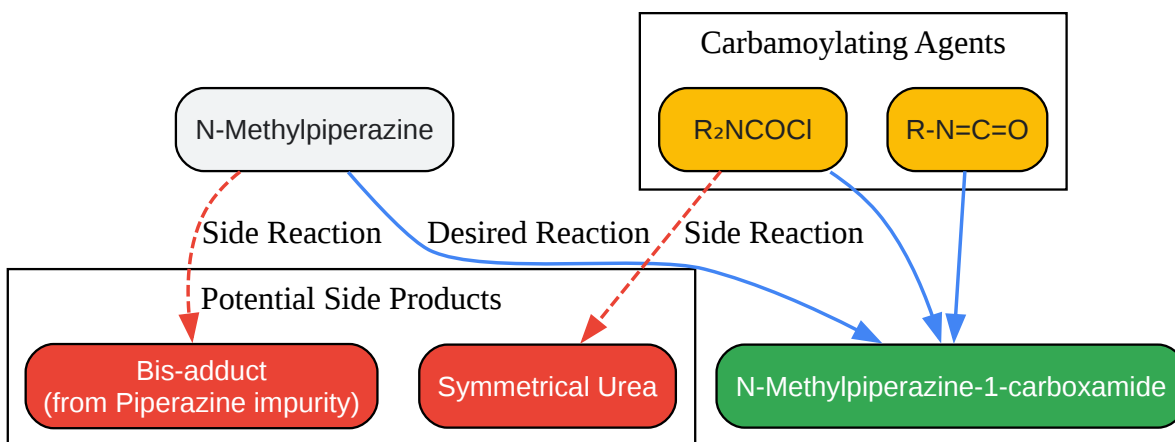 Carbamoylating Agents
N-Methylpiperazine
R₂NCOCl
R-N=C=O
Side Reaction
Desired Reaction
Side Reaction
Potential Side Products
Bis-adduct
(from Piperazine impurity)
Symmetrical Urea
N-Methylpiperazine-1-carboxamide